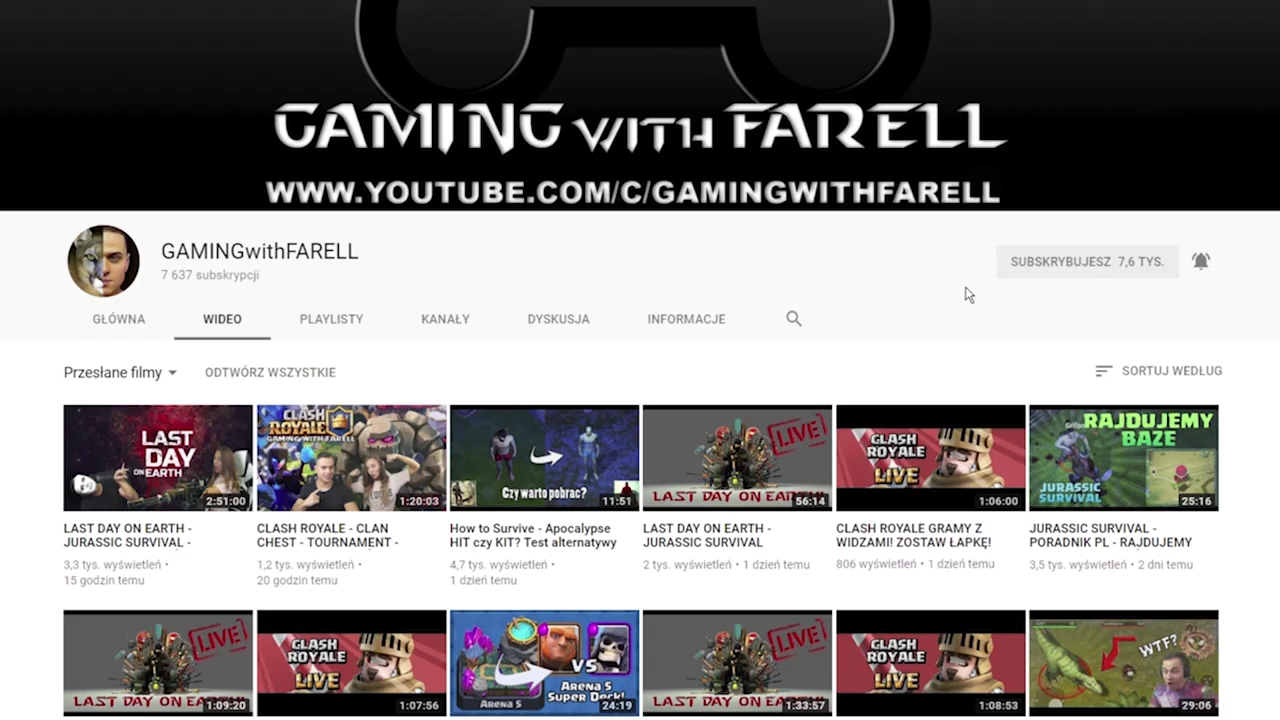 GAMING WITH FARELL
WWW.YOUTUBE.COM/C/GAMINGWITHFARELL
GAMINGwithFARELL
7 637 subskrypcji
SUBSKRYBUJESZ 7,6 TYS.
GŁÓWNA WIDEO PLAYLISTY KANAŁY DYSKUSJA INFORMACJE
Przesłane filmy ODTWÓRZ WSZYSTKIE
SORTUJ WEDŁUG
LAST
DAY
ON EARTH
2:51:00
CLASH
ROYALE
GAMING WITH FARELL
1:20:03
Czy warto pobrac?
11:51
LIVE
LAST DAY ON EA
56:14
CLASH
ROYALE
LIVE
1:06:00
RAJDUJEMY
BAZE
JURASSIC
SURVIVAL
25:16
LAST DAY ON EARTH -
JURASSIC SURVIVAL -
3,3 tys. wyświetleń •
15 godzin temu
CLASH ROYALE - CLAN
CHEST - TOURNAMENT -
1,2 tys. wyświetleń •
20 godzin temu
How to Survive - Apocalypse
HIT czy KIT? Test alternatywy
4,7 tys. wyświetleń •
1 dzień temu
LAST DAY ON EARTH -
JURASSIC SURVIVAL
2 tys. wyświetleń • 1 dzień temu
CLASH ROYALE GRAMY Z
WIDZAMI! ZOSTAW ŁAPKĘ!
806 wyświetleń • 1 dzień temu
JURASSIC SURVIVAL -
PORADNIK PL - RAJDUJEMY
3,5 tys. wyświetleń • 2 dni temu
LIVE
LAST DAY ON EA
1:09:20
CLASH
ROYALE
LIVE
1:07:56
VS
Arena 5
Arena 5
Super Deck!
24:19
LIVE
LAST DAY ON EA
1:33:57
CLASH
ROYALE
LIVE
1:08:53
WTF?
29:06